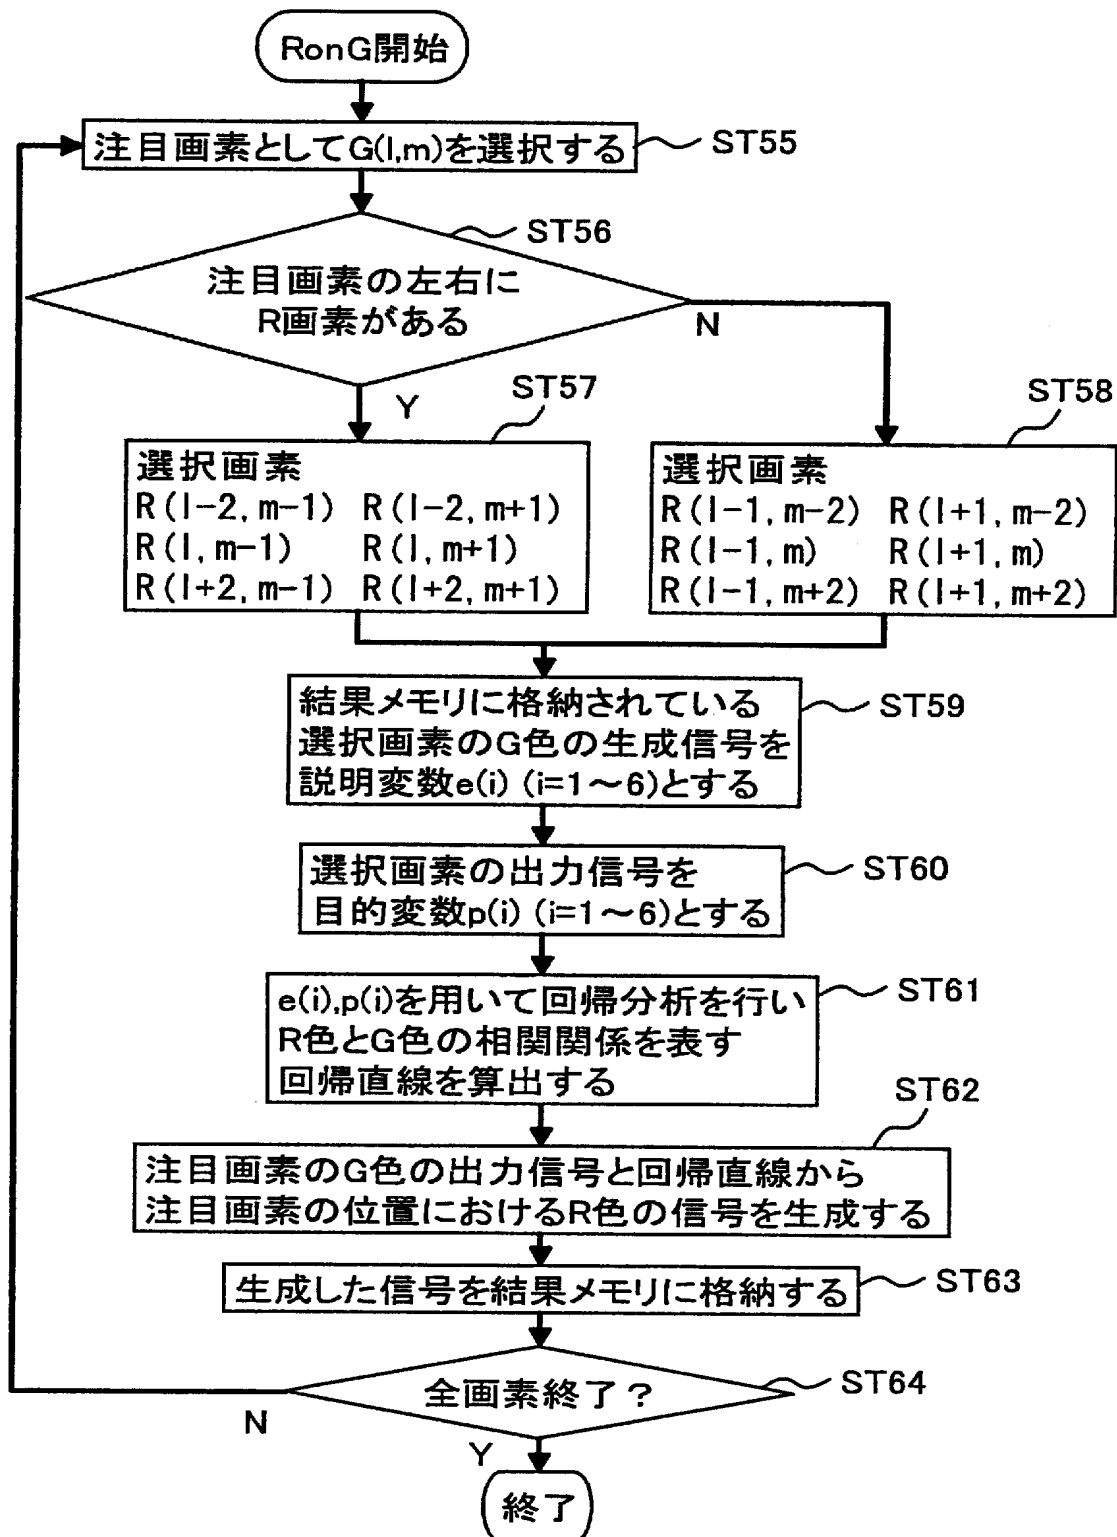 RonG開始
注目画素としてG(l,m)を選択する
ST55
ST56
注目画素の左右に
R画素がある
N
Y
ST57
選択画素
R(l-2,m-1) R(l-2,m+1)
R(l,m-1) R(l,m+1)
R(l+2,m-1) R(l+2,m+1)
ST58
選択画素
R(l-1,m-2) R(l+1,m-2)
R(l-1,m) R(l+1,m)
R(l-1,m+2) R(l+1,m+2)
結果メモリに格納されている
選択画素のG色の生成信号を
説明変数e(i) (i=1～6)とする
ST59
選択画素の出力信号を
目的変数p(i) (i=1～6)とする
ST60
e(i),p(i)を用いて回帰分析を行い
R色とG色の相関関係を表す
回帰直線を算出する
ST61
ST62
注目画素のG色の出力信号と回帰直線から
注目画素の位置におけるR色の信号を生成する
生成した信号を結果メモリに格納する
ST63
全画素終了？
ST64
N
Y
終了